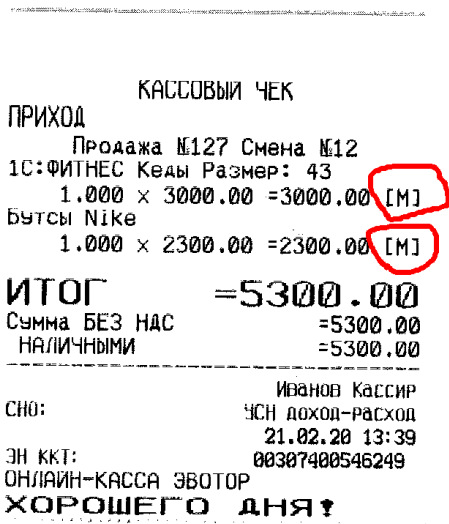 КАССОВЫЙ ЧЕК
ПРИХОД
Продажа №127 Смена №12
1С:ФИТНЕС Кеды Размер: 43
1.000 × 3000.00 =3000.00 [М]
Бутсы Nike
1.000 × 2300.00 =2300.00 [М]
ИТОГ =5300.00
Сумма БЕЗ НДС =5300.00
НАЛИЧНЫМИ =5300.00
Иванов Кассир
СНО: УСН доход-расход
21.02.20 13:39
ЗН ККТ: 00307400546249
ОНЛАЙН-КАССА ЭВОТОР
ХОРОШЕГО ДНЯ!